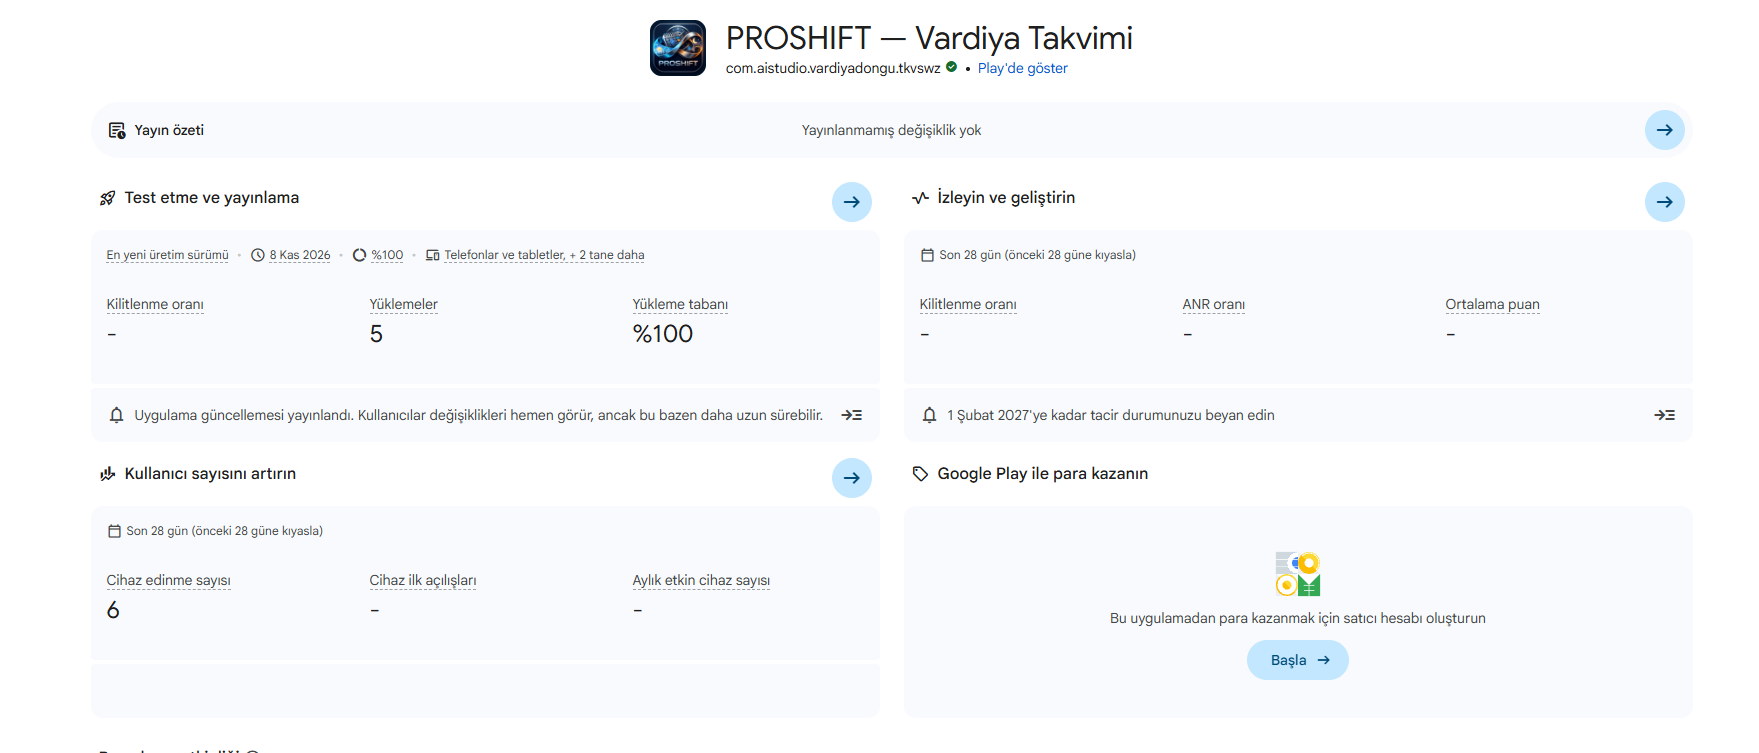 PROSHIFT
PROSHIFT — Vardiya Takvimi
com.aistudio.vardiyadongu.tkvswz • Play'de göster
Yayın özeti
Yayınlanmamış değişiklik yok
Test etme ve yayınlama
En yeni üretim sürümü • 8 Kas 2026 • %100 • Telefonlar ve tabletler, + 2 tane daha
Kilitlenme oranı Yüklemeler Yükleme tabanı
- 5 %100
Uygulama güncellemesi yayınlandı. Kullanıcılar değişiklikleri hemen görür, ancak bu bazen daha uzun sürebilir.
İzleyin ve geliştirin
Son 28 gün (önceki 28 güne kıyasla)
Kilitlenme oranı ANR oranı Ortalama puan
- - -
1 Şubat 2027'ye kadar tacir durumunuzu beyan edin
Kullanıcı sayısını artırın
Son 28 gün (önceki 28 güne kıyasla)
Cihaz edinme sayısı Cihaz ilk açılışları Aylık etkin cihaz sayısı
6 - -
Google Play ile para kazanın
Bu uygulamadan para kazanmak için satıcı hesabı oluşturun
Başla